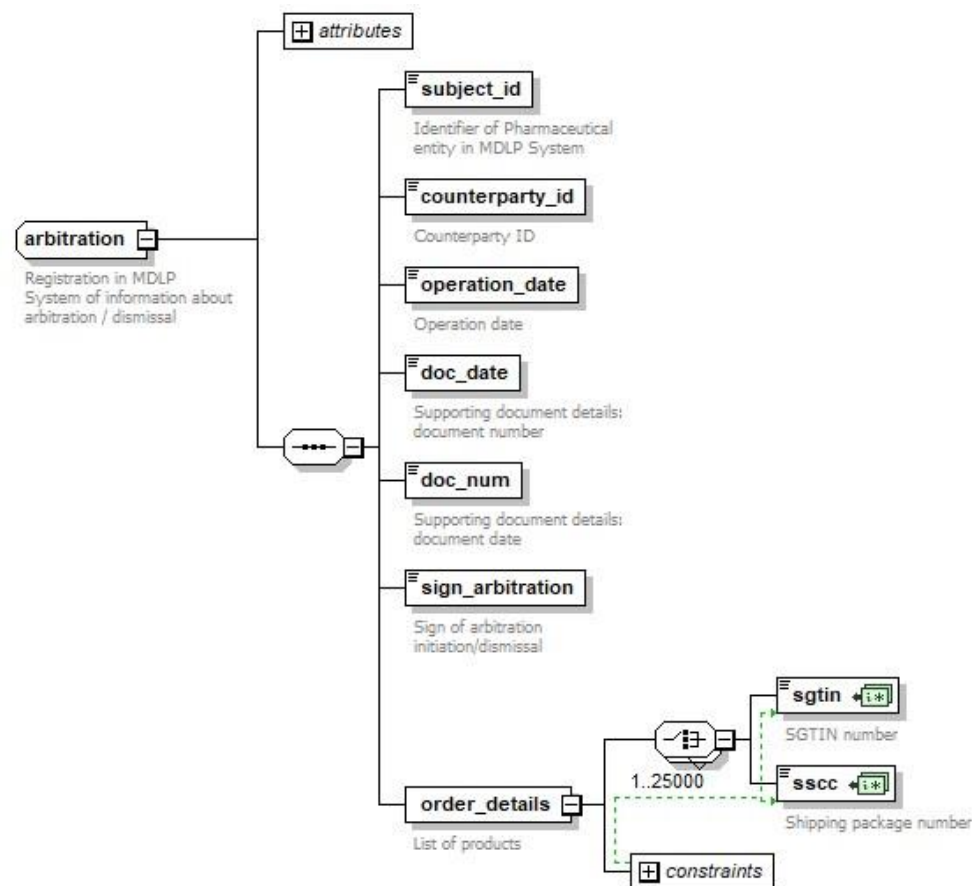 attributes
subject_id
Identifier of Pharmaceutical
entity in MDLP System
counterparty_id
Counterparty ID
arbitration
Registration in MDLP
System of information about
arbitration / dismissal
operation_date
Operation date
doc_date
Supporting document details:
document number
doc_num
Supporting document details:
document date
sign_arbitration
Sign of arbitration
initiation/dismissal
sgtin
SGTIN number
1..25000
sscc
Shipping package number
order_details
List of products
constraints